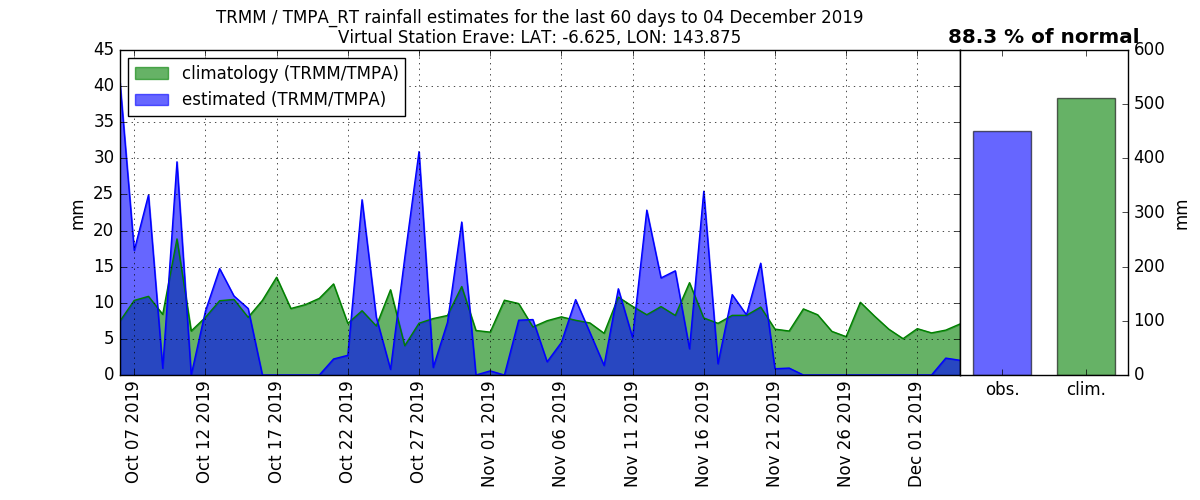 TRMM / TMPA_RT rainfall estimates for the last 60 days to 04 December 2019
Virtual Station Erave: LAT: -6.625, LON: 143.875
88.3 % of normal
climatology (TRMM/TMPA)
estimated (TRMM/TMPA)
mm
45
40
35
30
25
20
15
10
5
0
Oct 07 2019
Oct 12 2019
Oct 17 2019
Oct 22 2019
Oct 27 2019
Nov 01 2019
Nov 06 2019
Nov 11 2019
Nov 16 2019
Nov 21 2019
Nov 26 2019
Dec 01 2019
obs.
clim.
600
500
400
300
200
100
0
mm